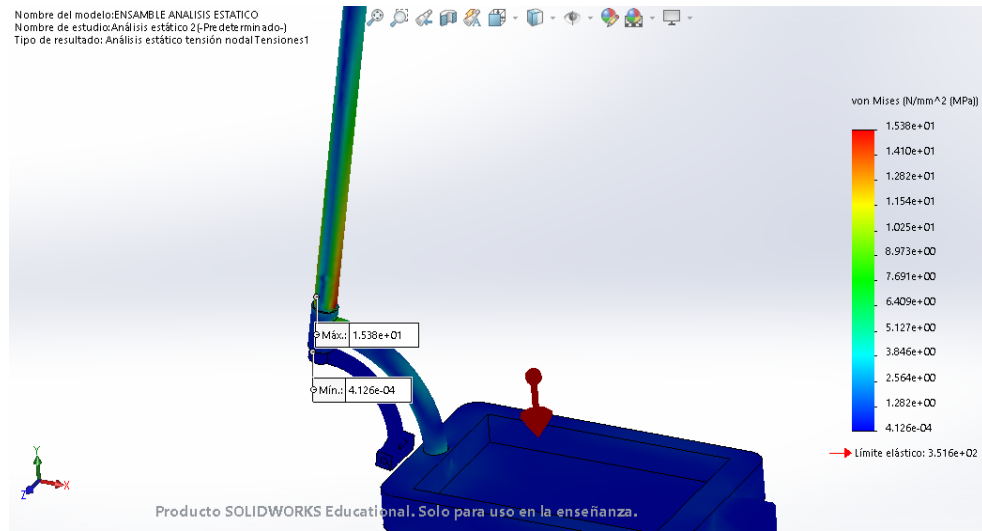 Nombre del modelo:ENSAMBLE ANALISIS ESTATICO
Nombre de estudio:Análisis estático 2(-Predeterminado-)
Tipo de resultado: Análisis estático tensión nodal Tensiones1
von Mises (N/mm^2 (MPa))
1.538e+01
1.410e+01
1.282e+01
1.154e+01
1.025e+01
8.973e+00
7.691e+00
6.409e+00
5.127e+00
3.846e+00
2.564e+00
1.282e+00
4.126e-04
Límite elástico: 3.516e+02
Máx.: 1.538e+01
Mín.: 4.126e-04
Y
X
Z
Producto SOLIDWORKS Educational. Solo para uso en la enseñanza.